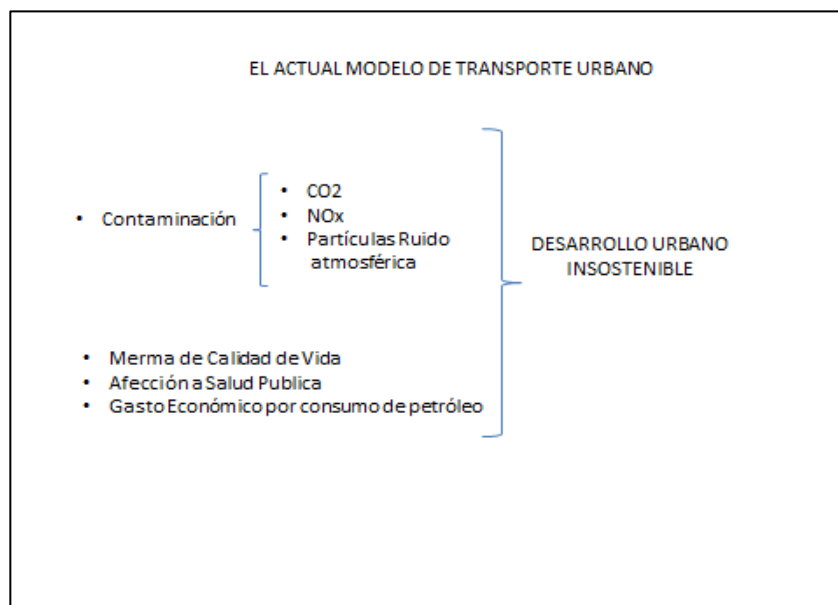 EL ACTUAL MODELO DE TRANSPORTE URBANO
• Contaminación
• CO2
• NOx
• Partículas Ruido
atmosférica
DESARROLLO URBANO
INSOSTENIBLE
• Merma de Calidad de Vida
• Afección a Salud Publica
• Gasto Económico por consumo de petróleo